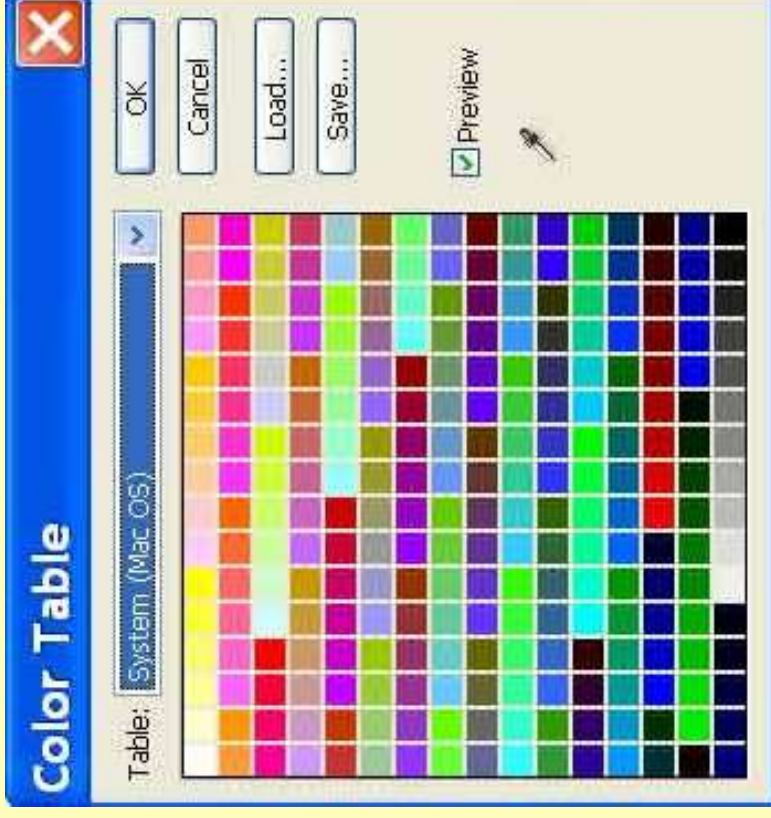 Color Table
Table: System (Mac OS)
OK
Cancel
Load...
Save...
Preview